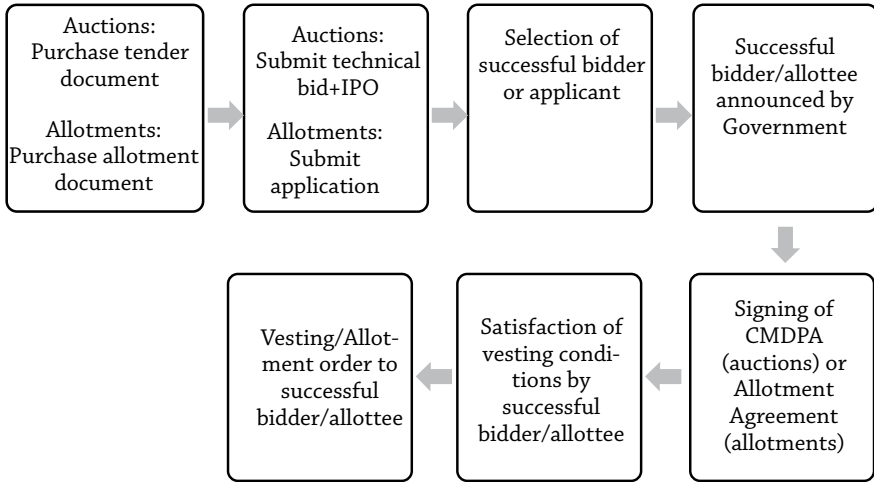 Auctions:
Purchase tender
document
Allotments:
Purchase allotment
document
Auctions:
Submit technical
bid+IPO
Allotments:
Submit
application
Selection of
successful bidder
or applicant
Successful
bidder/allottee
announced by
Government
Signing of
CMDPA
(auctions) or
Allotment
Agreement
(allotments)
Satisfaction of
vesting condi-
tions by
successful
bidder/allottee
Vesting/Allot-
ment order to
successful
bidder/allottee